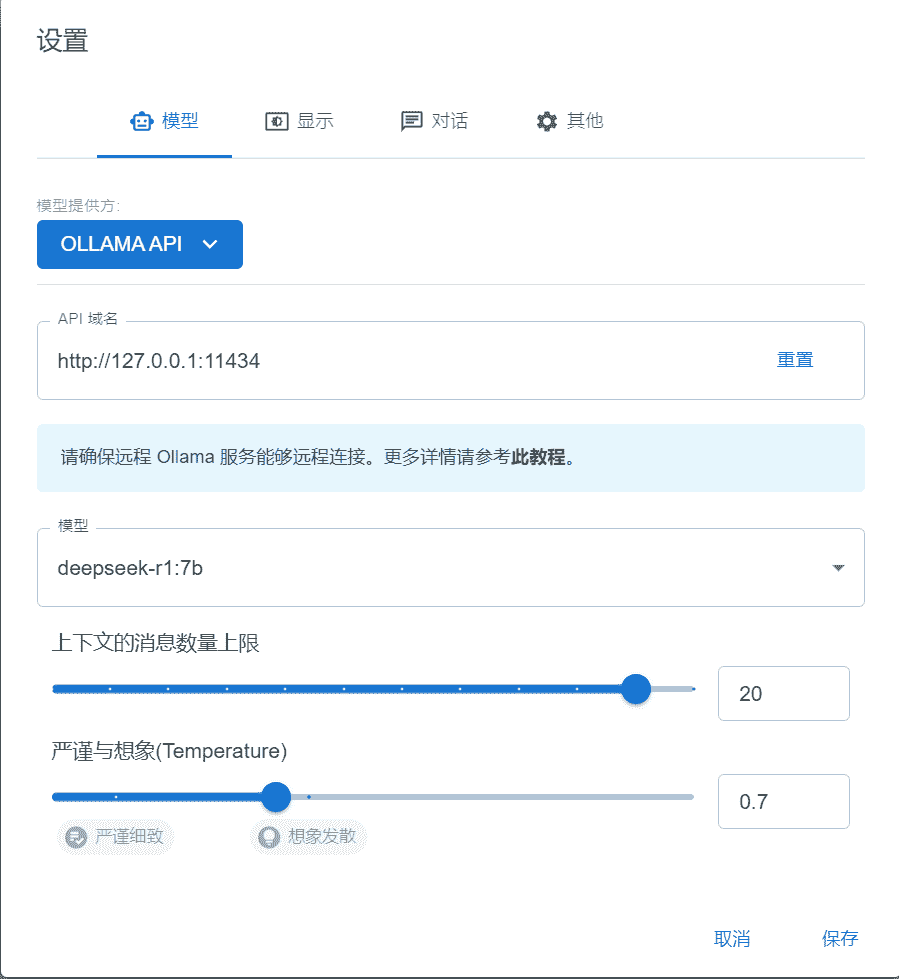 设置
模型
显示
对话
其他
模型提供方:
OLLAMA API
API 域名
http://127.0.0.1:11434
重置
请确保远程 Ollama 服务能够远程连接。更多详情请参考此教程。
模型
deepseek-r1:7b
上下文的消息数量上限
20
严谨与想象(Temperature)
0.7
严谨细致
想象发散
取消
保存